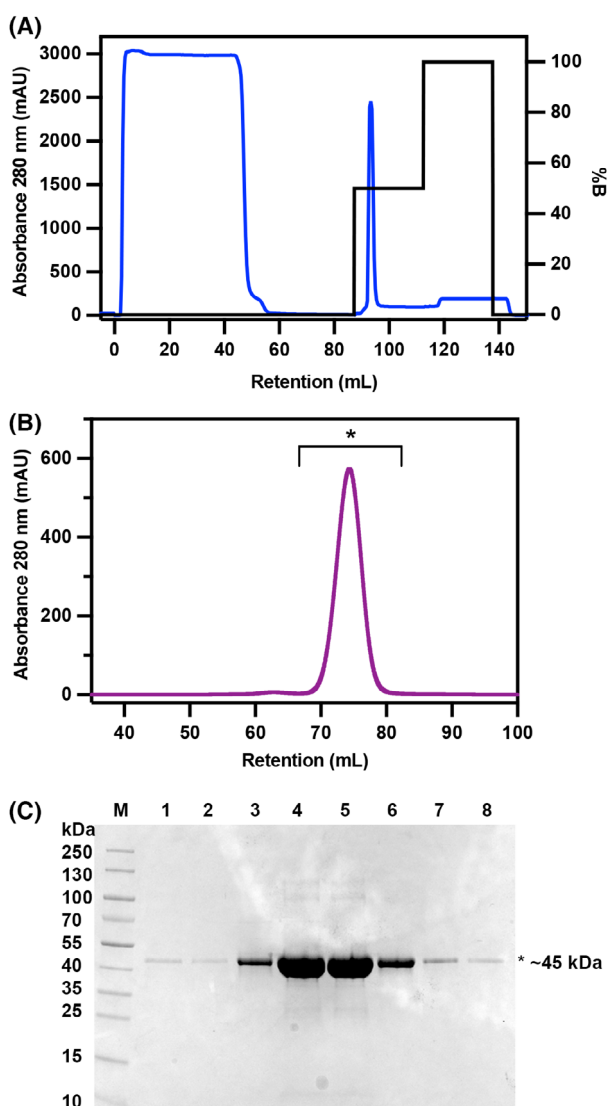 (A)
3000
2500
2000
1500
1000
500
0
Absorbance 280 nm (mAU)
100
80
60
40
20
0
%B
0 20 40 60 80 100 120 140
Retention (mL)
(B)
*
600
400
200
0
Absorbance 280 nm (mAU)
40 50 60 70 80 90 100
Retention (mL)
(C) M 1 2 3 4 5 6 7 8
kDa
250
130
100
70
55
40
35
25
15
10
* ~45 kDa